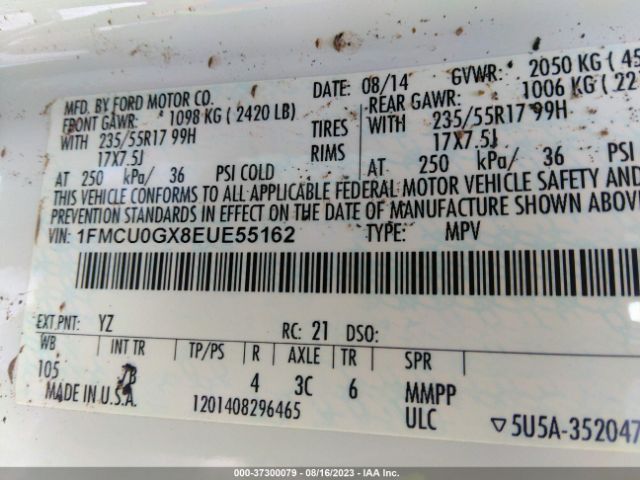 MFD. BY FORD MOTOR CO. DATE: 08/14 GVWR: 2050 KG ( 45
FRONT GAWR: 1098 KG ( 2420 LB) REAR GAWR: 1006 KG ( 22
WITH 235/55R17 99H TIRES WITH 235/55R17 99H
17X7.5J RIMS 17X7.5J
AT 250 kPa/ 36 PSI COLD AT 250 kPa/ 36 PSI
THIS VEHICLE CONFORMS TO ALL APPLICABLE FEDERAL MOTOR VEHICLE SAFETY AND
PREVENTION STANDARDS IN EFFECT ON THE DATE OF MANUFACTURE SHOWN ABOVE
VIN: 1FMCU0GX8EUE55162 TYPE: MPV
EXT PNT: YZ RC: 21 DSO:
WB INT TR TP/PS R AXLE TR SPR
105 B 4 3C 6 MMPP
MADE IN U.S.A. 1201408296465 ULC ▽5U5A-352047
000-37300079 - 08/16/2023 - IAA Inc.